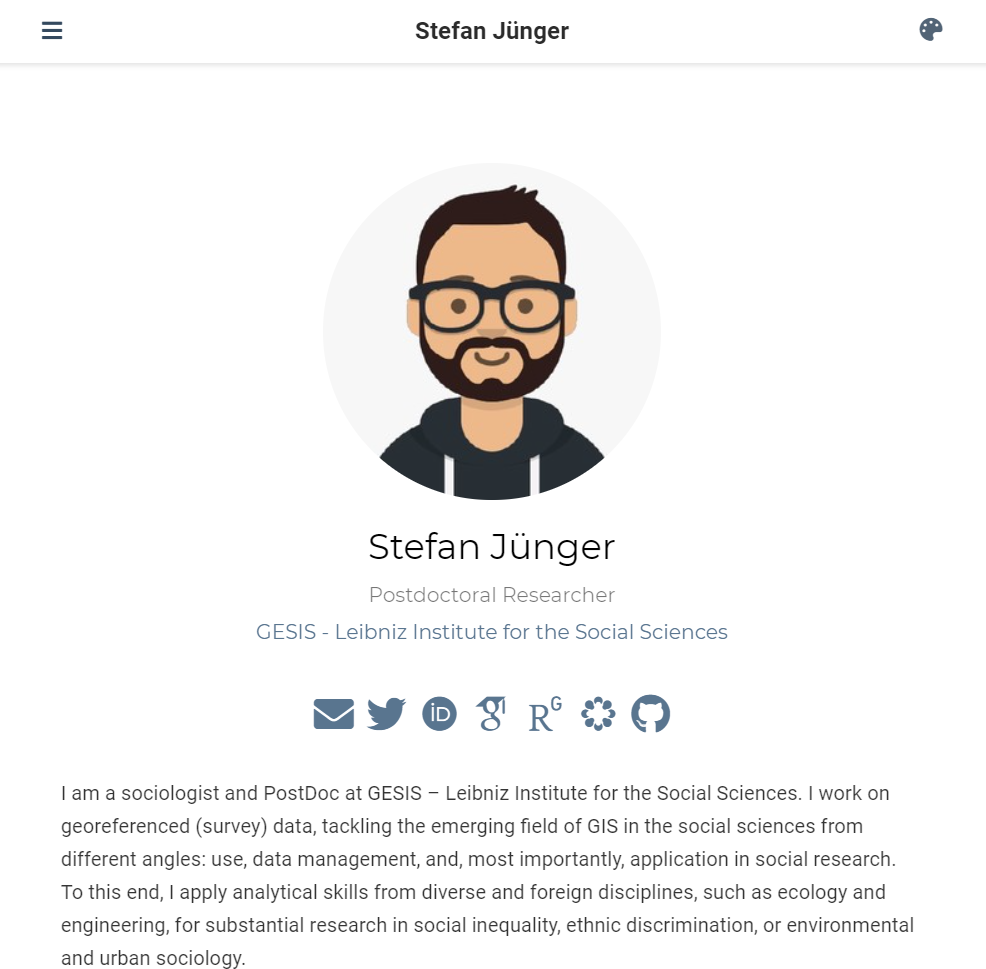 Stefan Jünger
Stefan Jünger
Postdoctoral Researcher
GESIS - Leibniz Institute for the Social Sciences
iD g R G
I am a sociologist and PostDoc at GESIS – Leibniz Institute for the Social Sciences. I work on
georeferenced (survey) data, tackling the emerging field of GIS in the social sciences from
different angles: use, data management, and, most importantly, application in social research.
To this end, I apply analytical skills from diverse and foreign disciplines, such as ecology and
engineering, for substantial research in social inequality, ethnic discrimination, or environmental
and urban sociology.